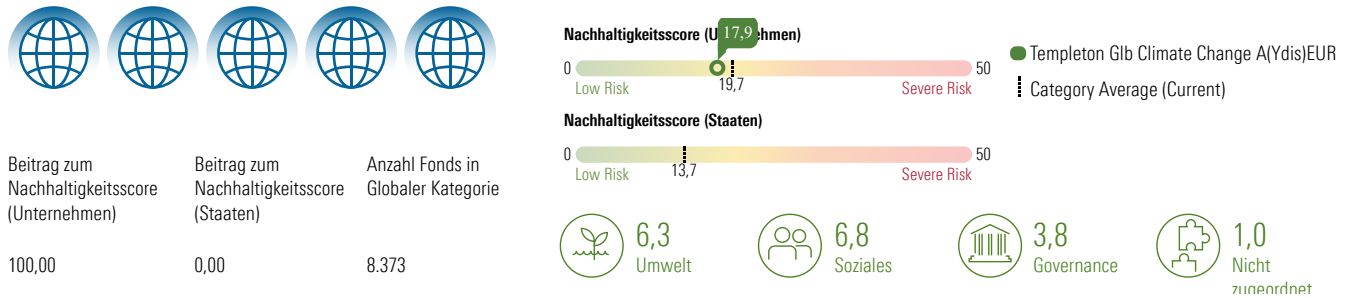 Beitrag zum
Nachhaltigkeitsscore
(Unternehmen)
100,00
Beitrag zum
Nachhaltigkeitsscore
(Staaten)
0,00
Anzahl Fonds in
Globaler Kategorie
8.373
Nachhaltigkeitsscore (U ehmen)
17,9
0
50
Low Risk
19,7
Severe Risk
Templeton Glb Climate Change A(Ydis)EUR
Category Average (Current)
Nachhaltigkeitsscore (Staaten)
0
50
Low Risk
13,7
Severe Risk
6,3
Umwelt
6,8
Soziales
3,8
Governance
1,0
Nicht
zugeordnet